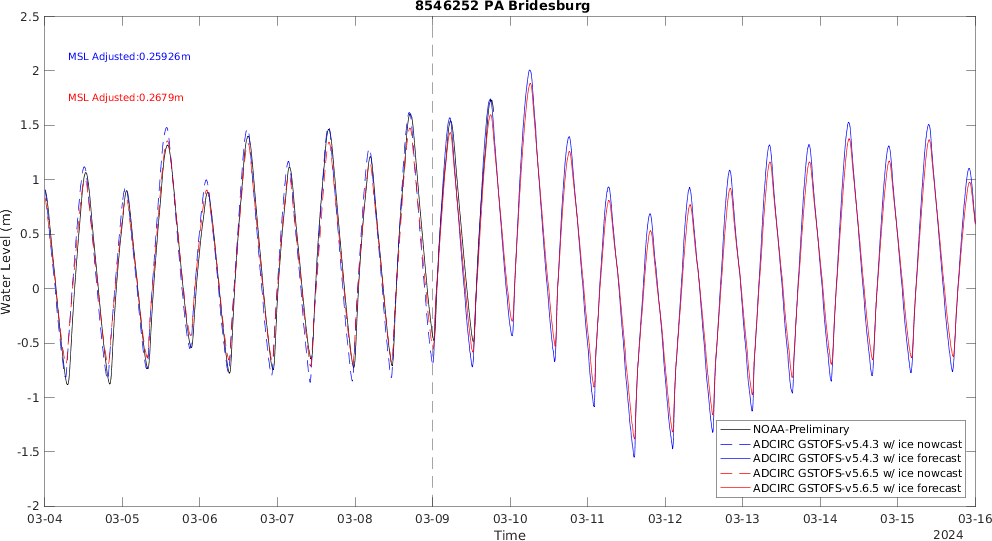 8546252 PA Bridesburg
MSL Adjusted:0.25926m
MSL Adjusted:0.2679m
Water Level (m)
2.5
2
1.5
1
0.5
0
-0.5
-1
-1.5
-2
NOAA-Preliminary
ADCIRC GSTOFS-v5.4.3 w/ ice nowcast
ADCIRC GSTOFS-v5.4.3 w/ ice forecast
ADCIRC GSTOFS-v5.6.5 w/ ice nowcast
ADCIRC GSTOFS-v5.6.5 w/ ice forecast
03-04 03-05 03-06 03-07 03-08 03-09 03-10 03-11 03-12 03-13 03-14 03-15 03-16
Time
2024